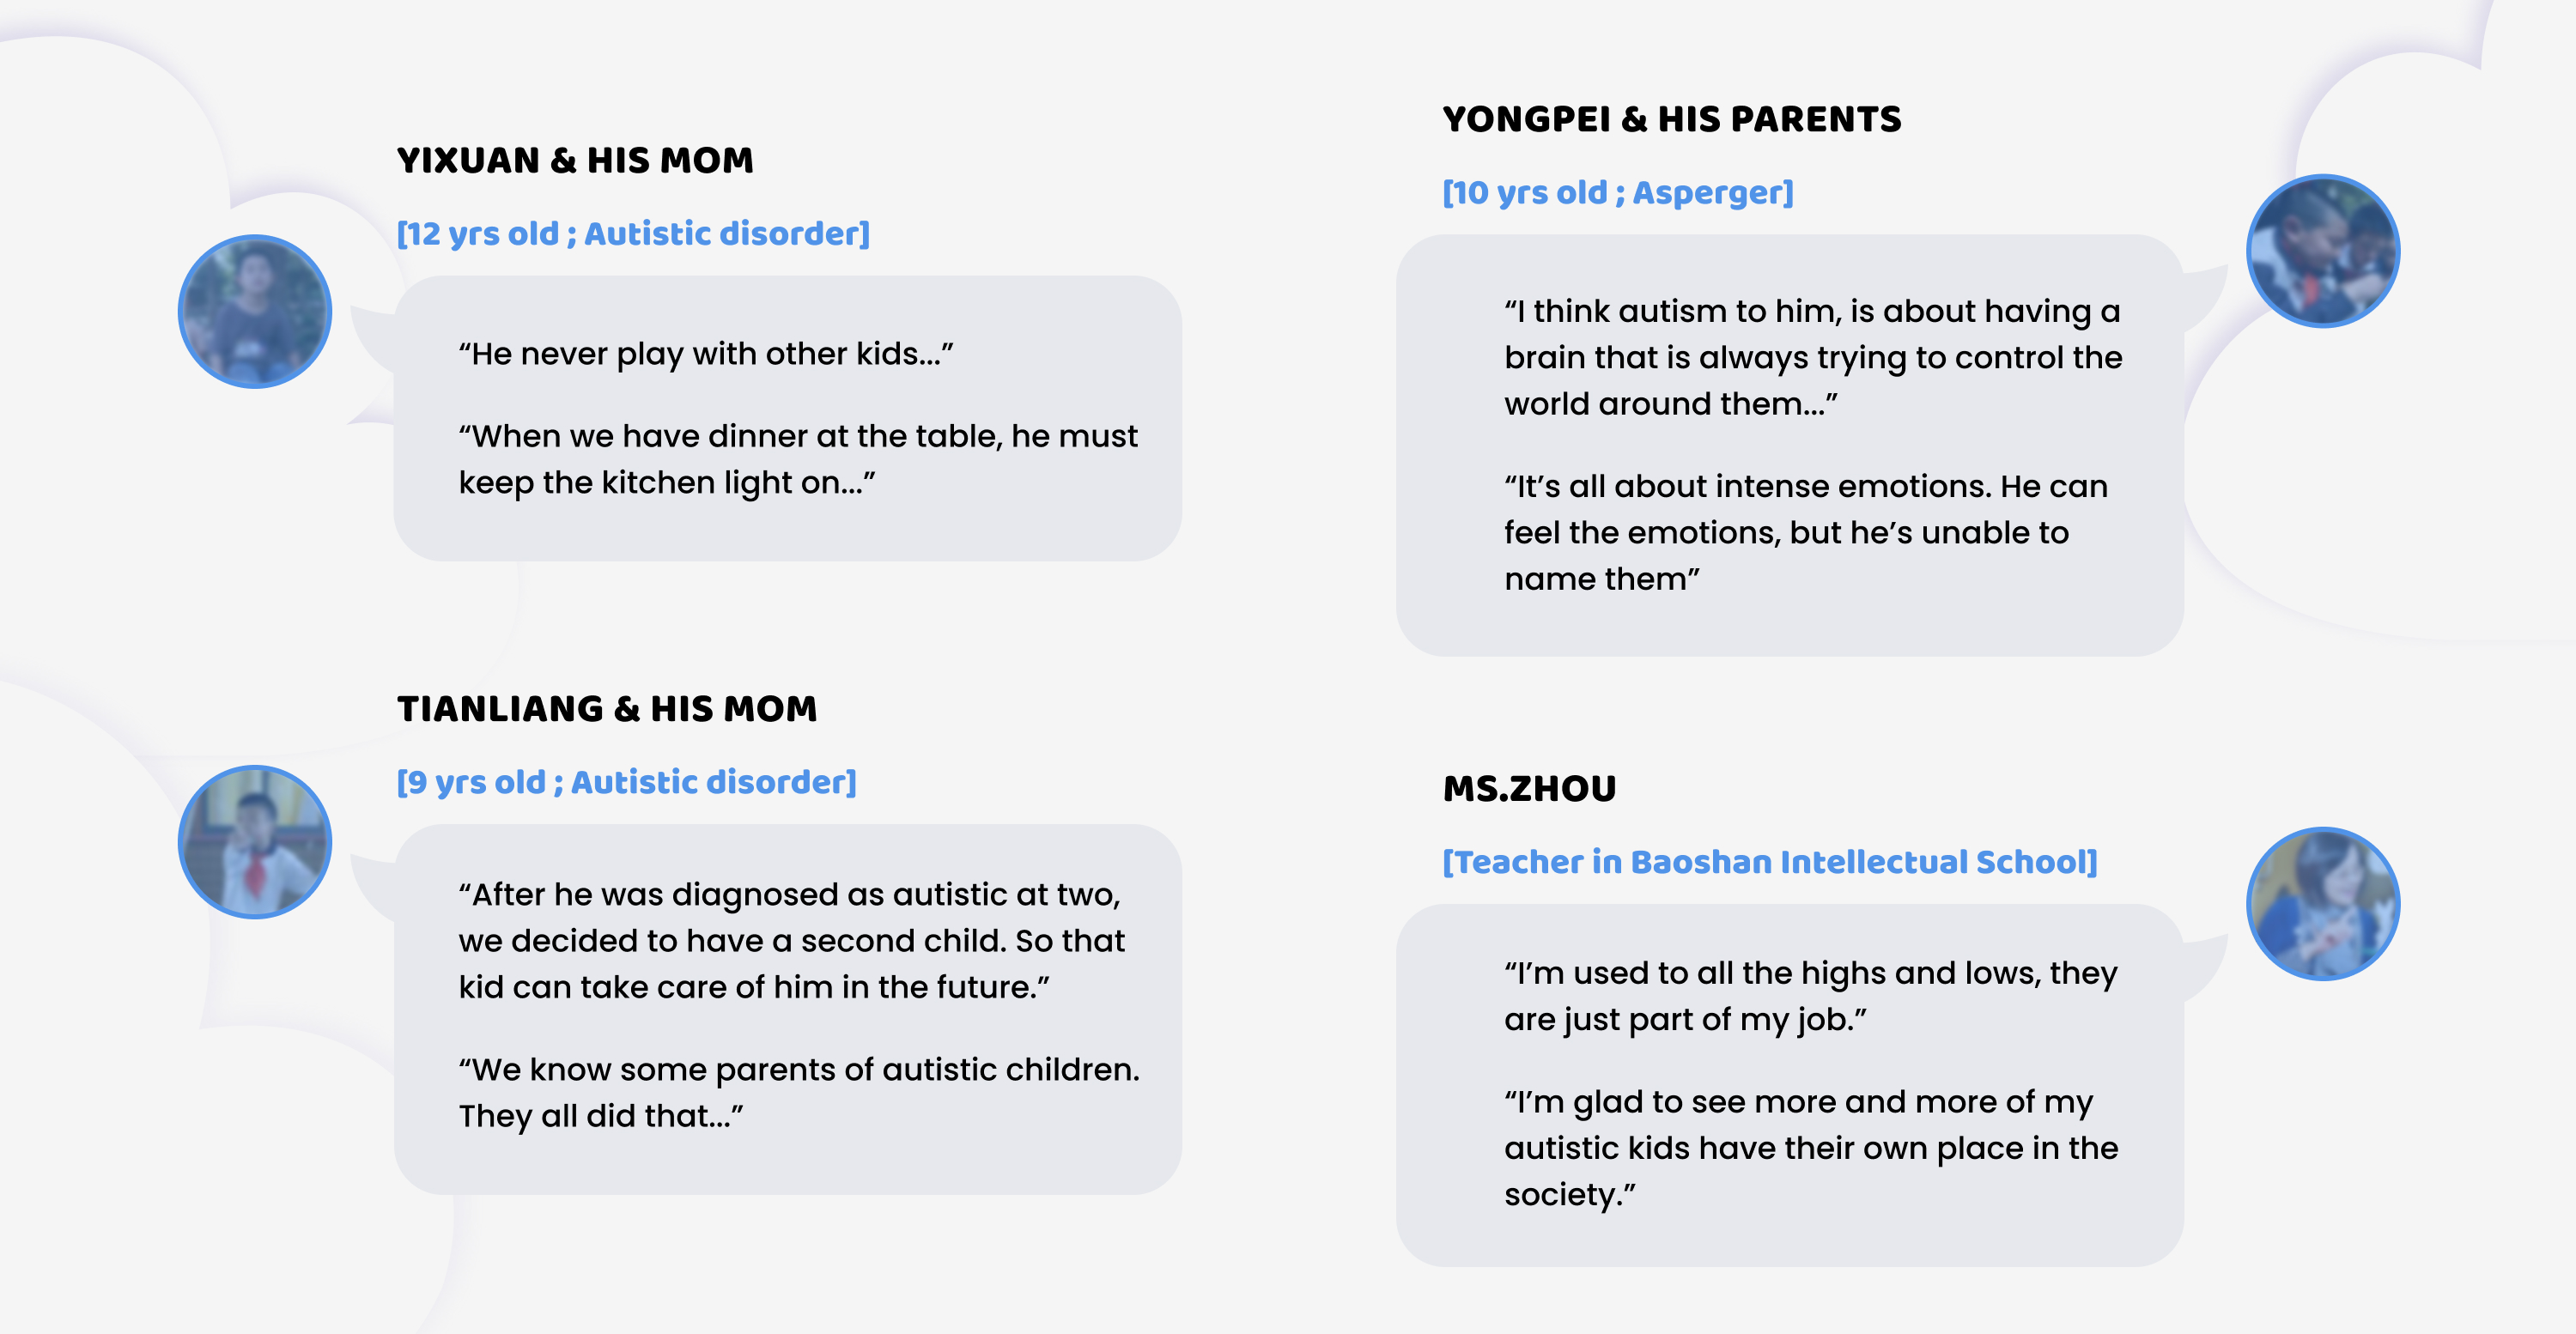 YIXUAN & HIS MOM
[12 yrs old ; Autistic disorder]
“He never play with other kids...”
“When we have dinner at the table, he must
keep the kitchen light on...”
YONGPEI & HIS PARENTS
[10 yrs old ; Asperger]
“I think autism to him, is about having a
brain that is always trying to control the
world around them...”
“It’s all about intense emotions. He can
feel the emotions, but he’s unable to
name them”
TIANLIANG & HIS MOM
[9 yrs old ; Autistic disorder]
“After he was diagnosed as autistic at two,
we decided to have a second child. So that
kid can take care of him in the future.”
“We know some parents of autistic children.
They all did that...”
MS.ZHOU
[Teacher in Baoshan Intellectual School]
“I’m used to all the highs and lows, they
are just part of my job.”
“I’m glad to see more and more of my
autistic kids have their own place in the
society.”